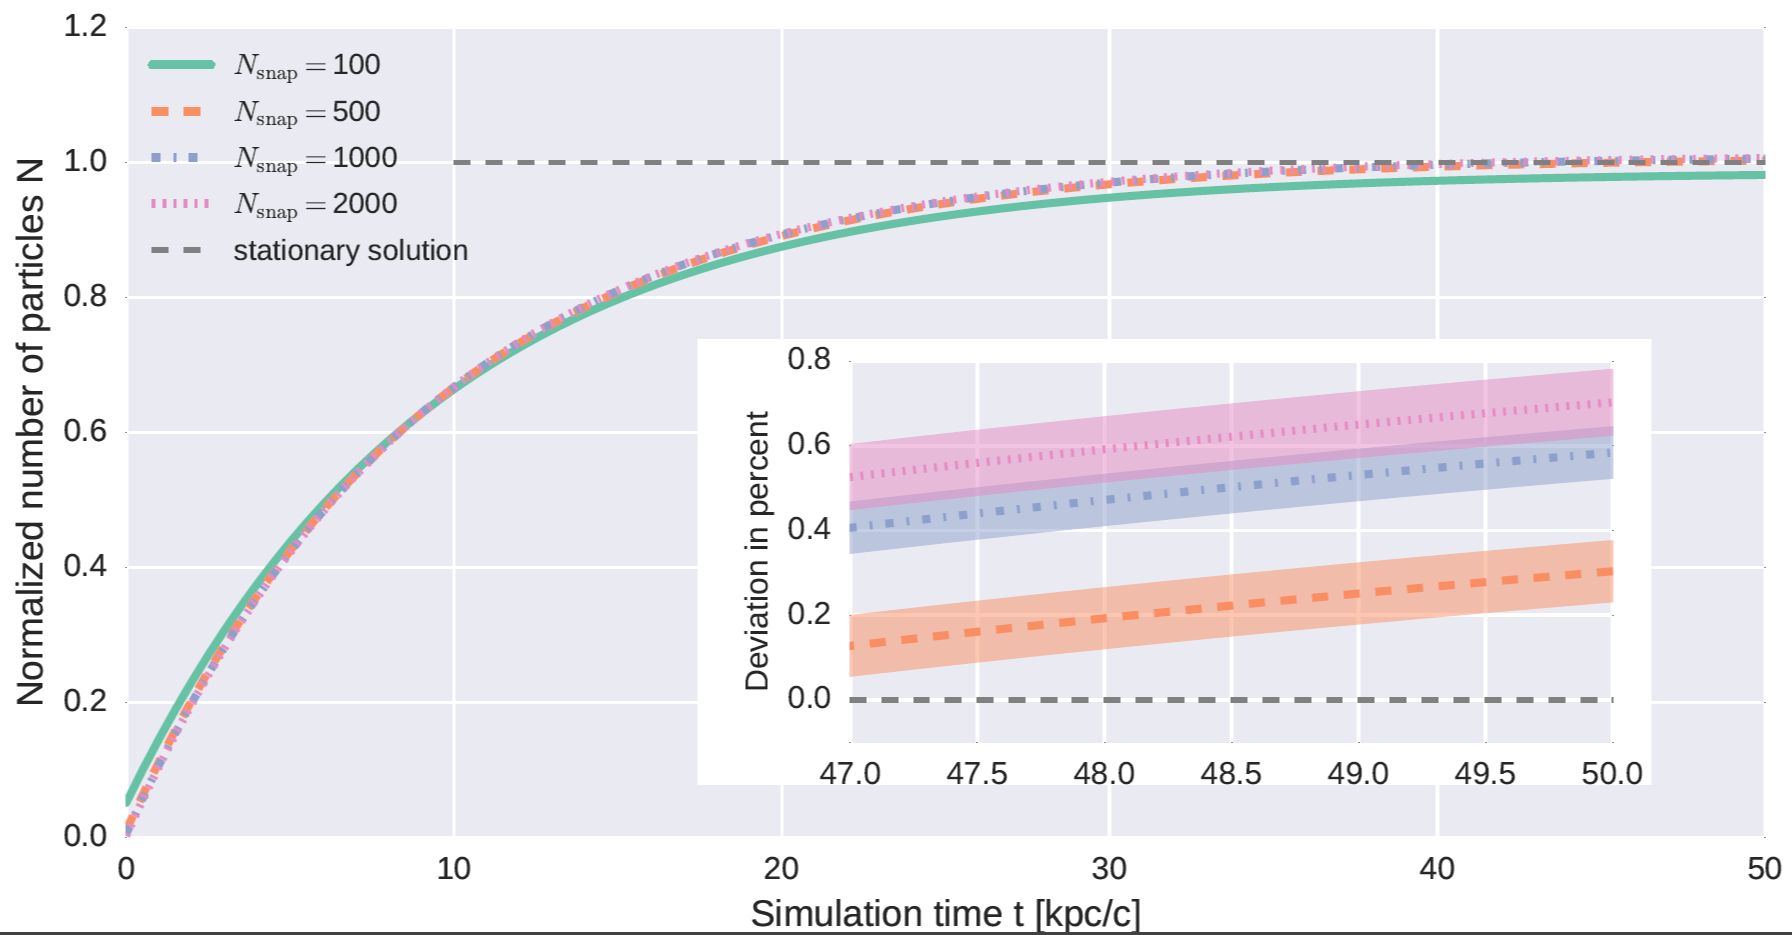 1.2
1.0
0.8
0.6
0.4
0.2
0.0
Normalized number of particles N
N_snap = 100
N_snap = 500
N_snap = 1000
N_snap = 2000
stationary solution
0.8
0.6
0.4
0.2
0.0
Deviation in percent
47.0 47.5 48.0 48.5 49.0 49.5 50.0
0 10 20 30 40 50
Simulation time t [kpc/c]